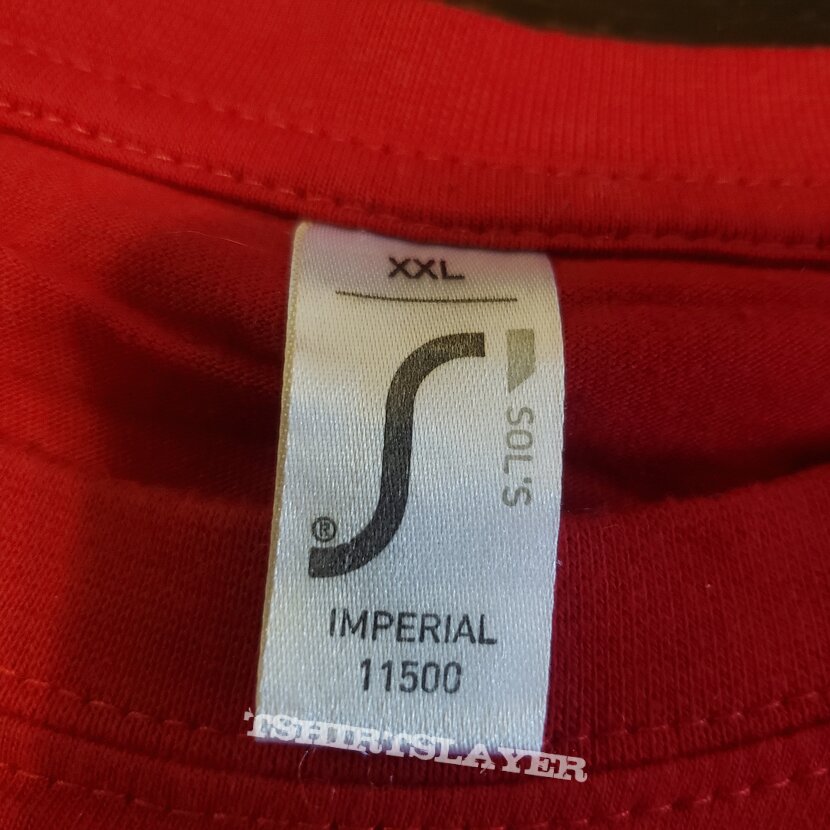 XXL
SOL'S
®
IMPERIAL
11500
TSHIRTSLAYER